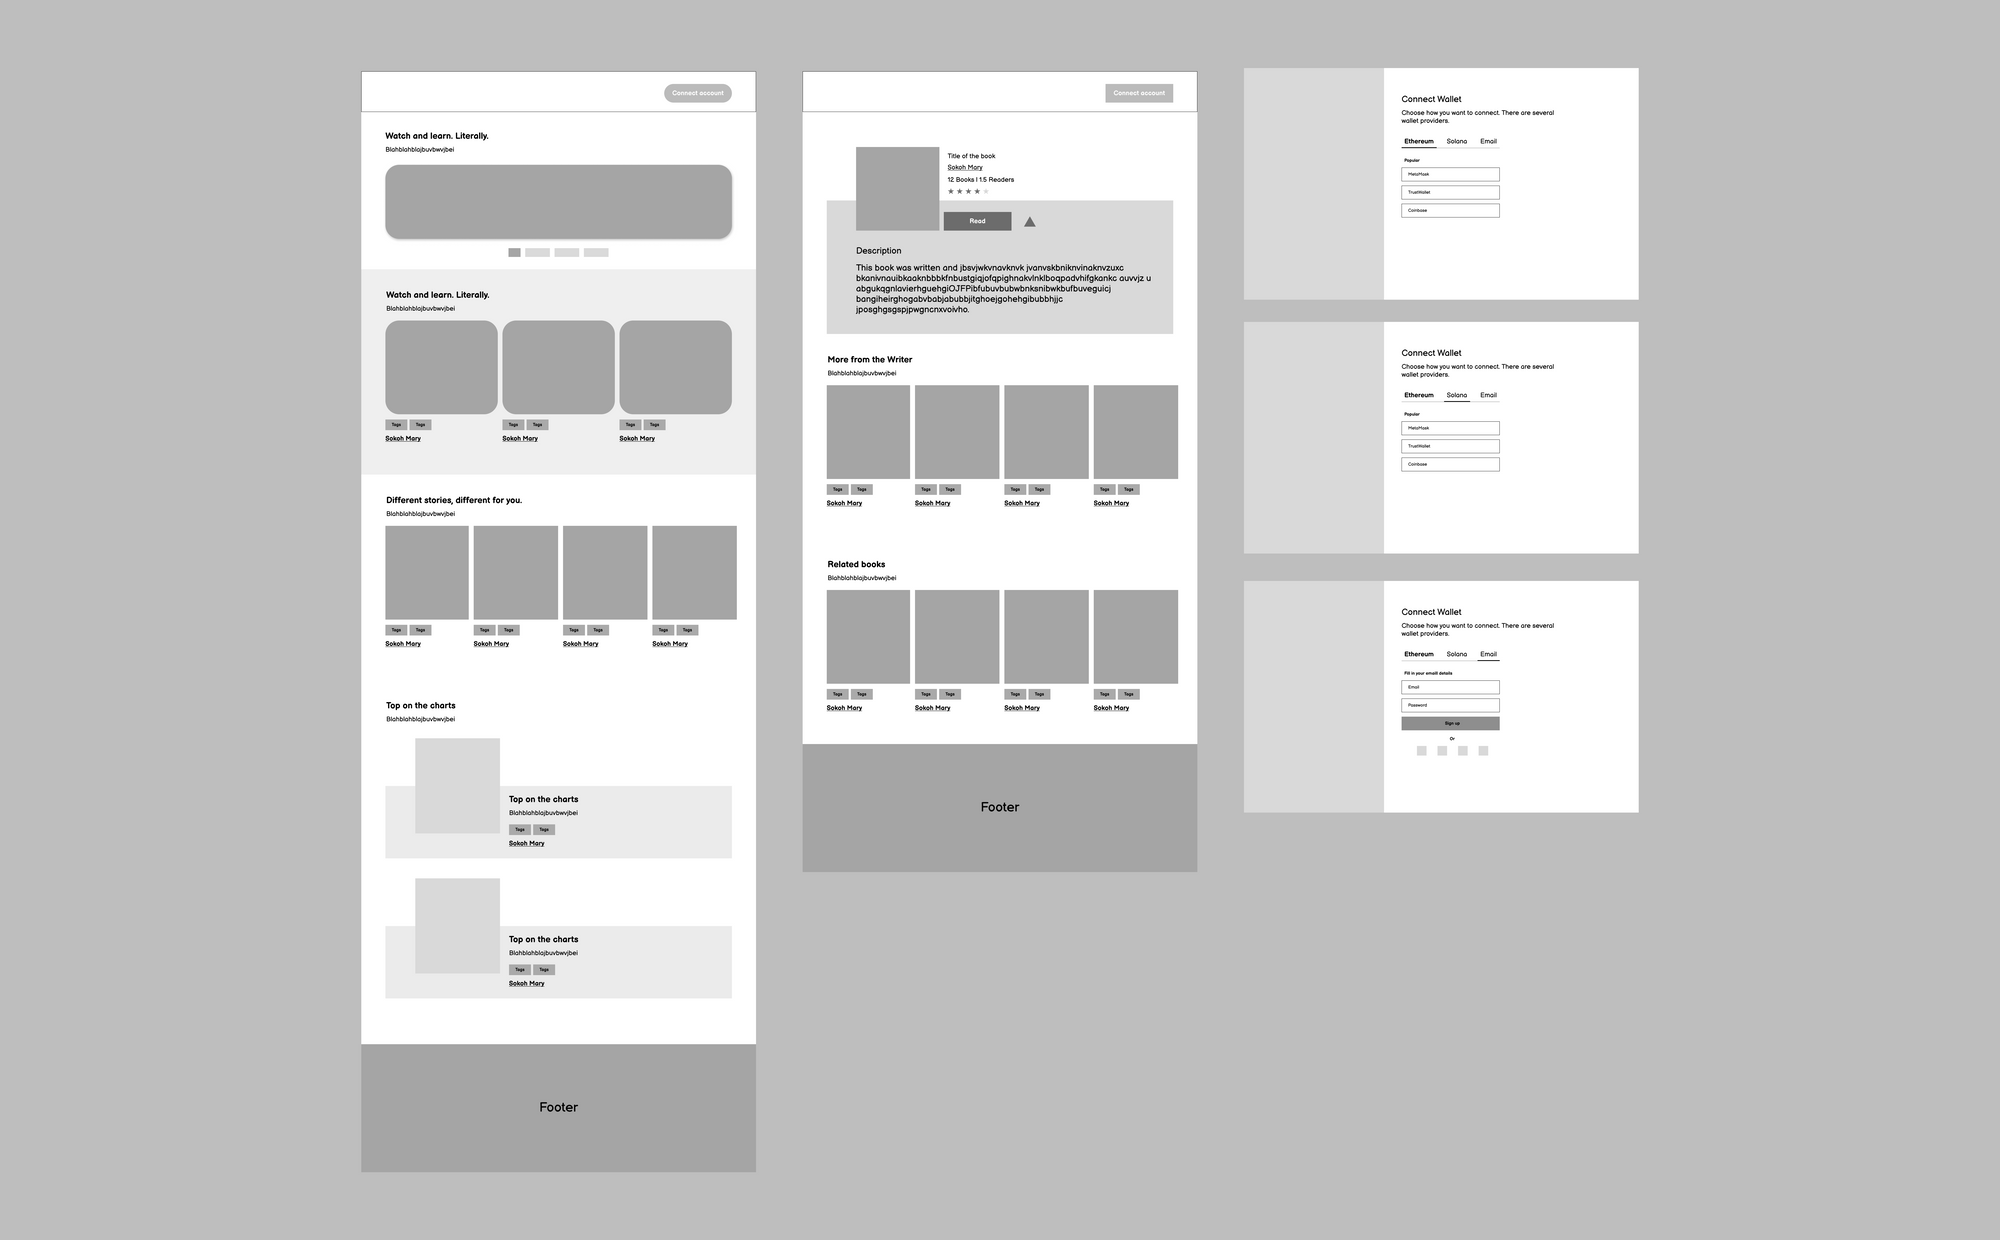 Connect account
Watch and learn. Literally.
Blahblahblajbuvbwvjbei
Watch and learn. Literally.
Blahblahblajbuvbwvjbei
Tags Tags Tags Tags Tags Tags
Sokoh Mary Sokoh Mary Sokoh Mary
Different stories, different for you.
Blahblahblajbuvbwvjbei
Tags Tags Tags Tags Tags Tags Tags Tags
Sokoh Mary Sokoh Mary Sokoh Mary Sokoh Mary
Top on the charts
Blahblahblajbuvbwvjbei
Top on the charts
Blahblahblajbuvbwvjbei
Tags Tags
Sokoh Mary
Top on the charts
Blahblahblajbuvbwvjbei
Tags Tags
Sokoh Mary
Footer
Connect account
Title of the book
Sokoh Mary
12 Books I 1.5 Readers
Read
Description
This book was written and jbsvjwkvnavknvk jvanvskbniknvinaknvzuxc
bkanivnauibkaaknbbbkfnbustgiqjofqpighnakvlnklboqpadvhifgkankc auvvjz u
abgukqgnlavierhguehgiOJFPibfubuvbubwbnksnibwkbufbuveguicj
bangiheirghogabvbabjabubbjitghoejgohehgibubbhjjc
jposghgsgspjpwgncnxvoivho.
More from the Writer
Blahblahblajbuvbwvjbei
Tags Tags Tags Tags Tags Tags Tags Tags
Sokoh Mary Sokoh Mary Sokoh Mary Sokoh Mary
Related books
Blahblahblajbuvbwvjbei
Tags Tags Tags Tags Tags Tags Tags Tags
Sokoh Mary Sokoh Mary Sokoh Mary Sokoh Mary
Footer
Connect Wallet
Choose how you want to connect. There are several
wallet providers.
Ethereum Solana Email
Popular
MetaMask
TrustWallet
Coinbase
Connect Wallet
Choose how you want to connect. There are several
wallet providers.
Ethereum Solana Email
Popular
MetaMask
TrustWallet
Coinbase
Connect Wallet
Choose how you want to connect. There are several
wallet providers.
Ethereum Solana Email
Fill in your emaill details
Email
Password
Sign up
Or